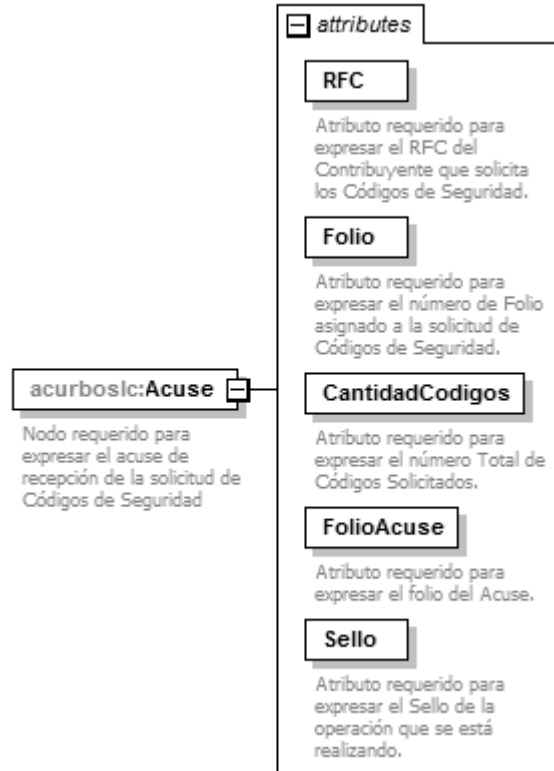 attributes
RFC
Atributo requerido para
expresar el RFC del
Contribuyente que solicita
los Códigos de Seguridad.
Folio
Atributo requerido para
expresar el número de Folio
asignado a la solicitud de
Códigos de Seguridad.
acurboslc:Acuse
Nodo requerido para
expresar el acuse de
recepción de la solicitud de
Códigos de Seguridad
CantidadCodigos
Atributo requerido para
expresar el número Total de
Códigos Solicitados.
FolioAcuse
Atributo requerido para
expresar el folio del Acuse.
Sello
Atributo requerido para
expresar el Sello de la
operación que se está
realizando.